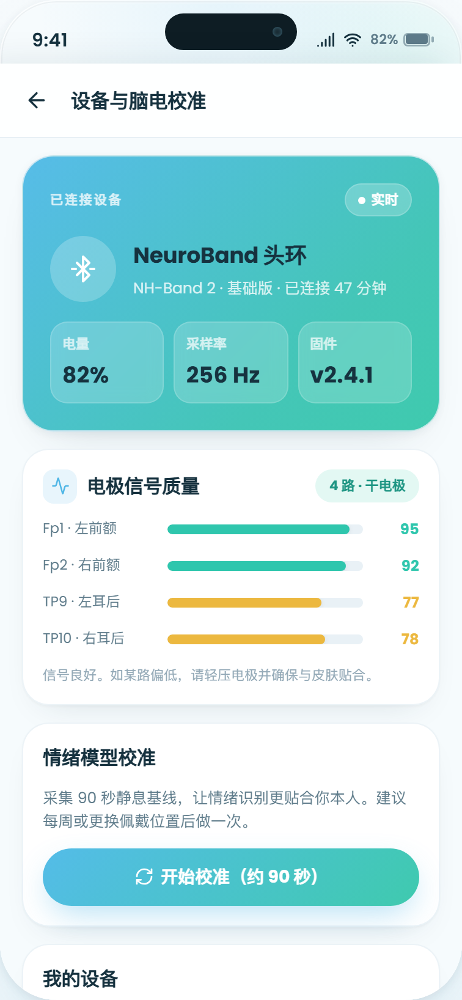 9:41
82%
设备与脑电校准
已连接设备
实时
NeuroBand 头环
NH-Band 2 · 基础版 · 已连接 47 分钟
电量
82%
采样率
256 Hz
固件
v2.4.1
电极信号质量
4 路 · 干电极
Fp1 · 左前额
95
Fp2 · 右前额
92
TP9 · 左耳后
77
TP10 · 右耳后
78
信号良好。如某路偏低，请轻压电极并确保与皮肤贴合。
情绪模型校准
采集 90 秒静息基线，让情绪识别更贴合你本人。建议
每周或更换佩戴位置后做一次。
开始校准（约 90 秒）
我的设备